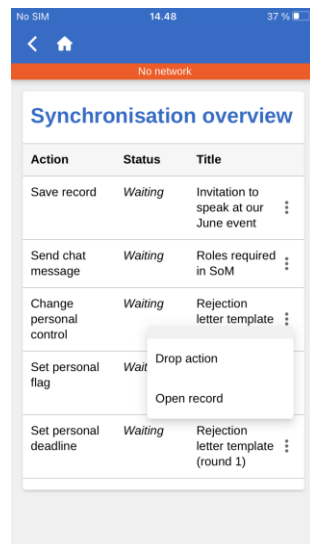 No SIM 14.48 37 %
No network
Synchronisation overview
Action Status Title
Save record Waiting Invitation to
speak at our
June event
Send chat Waiting Roles required
message in SoM
Change Waiting Rejection
personal letter template
control
Drop action
Set personal Wait
flag
Open record
Set personal Waiting Rejection
deadline letter template
(round 1)